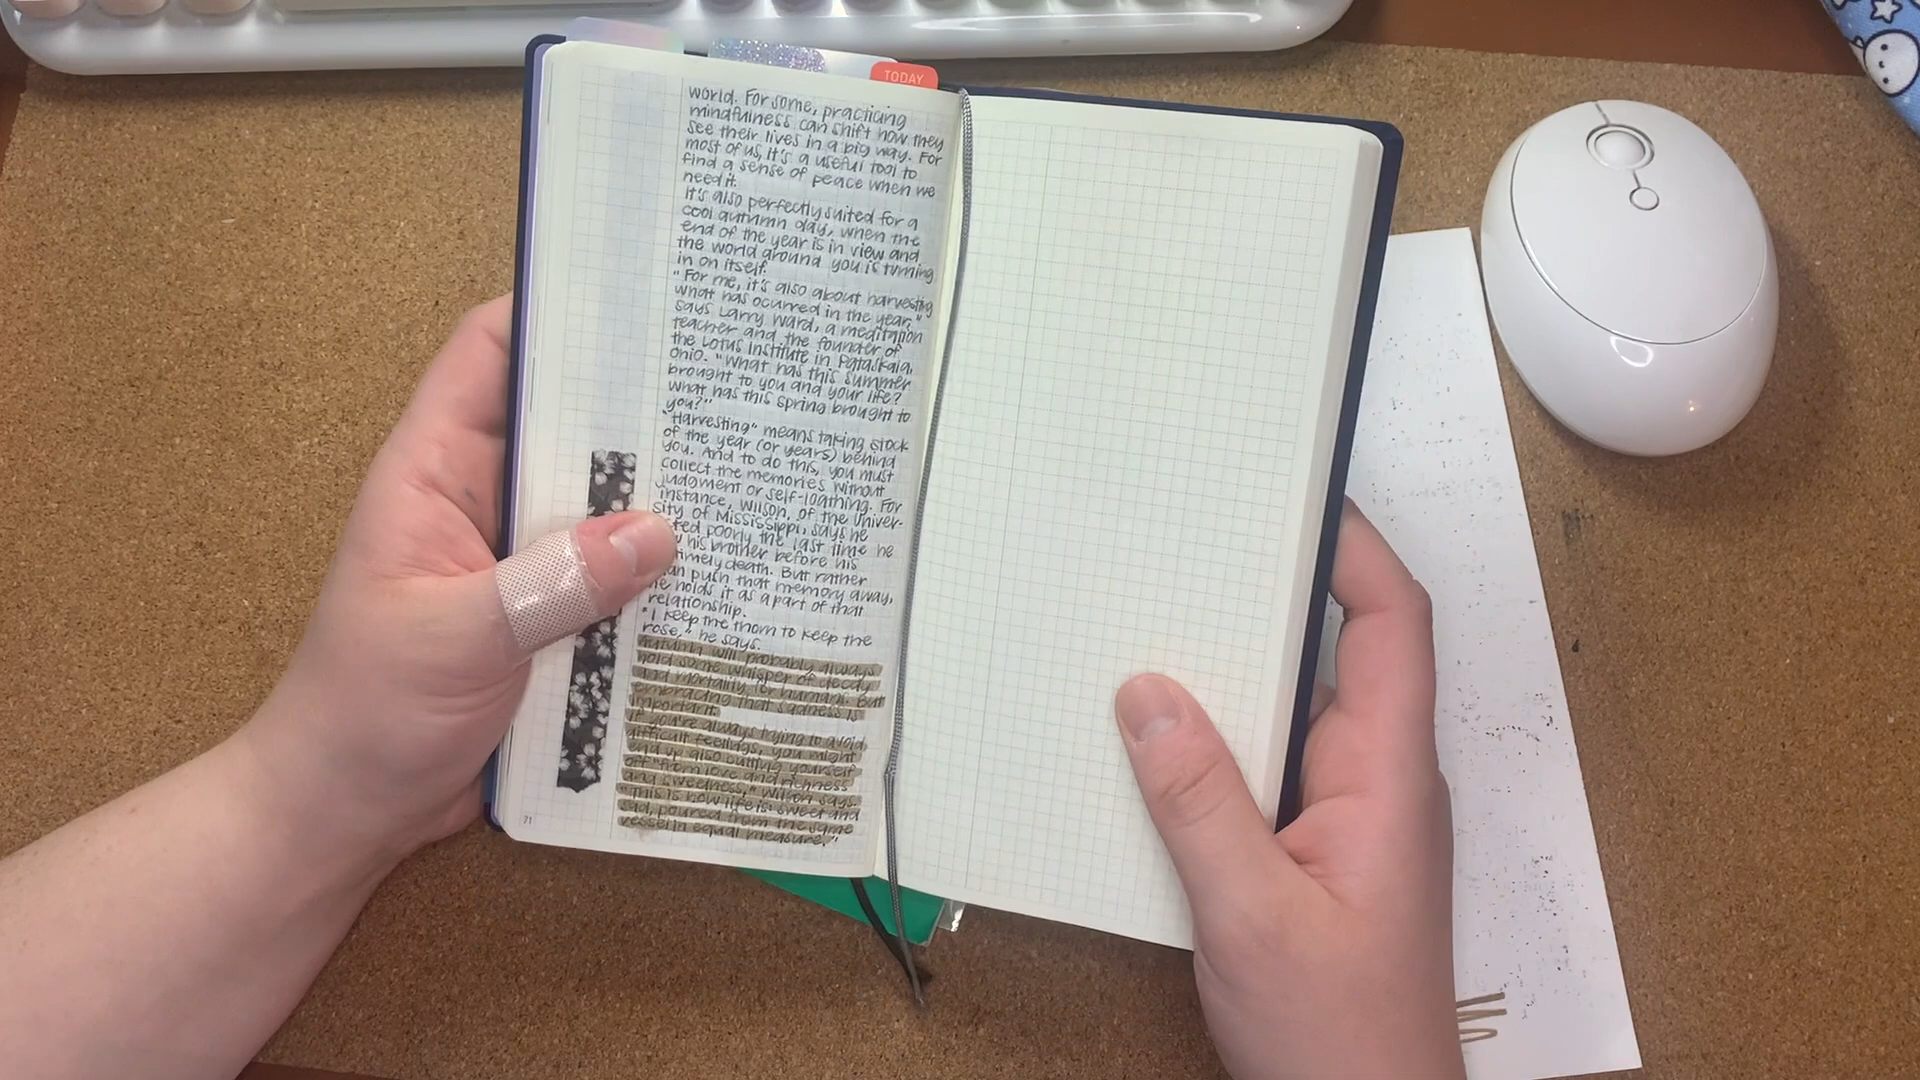 TODAY
world. For some, practicing
mindfulness can shift how they
see their lives in a big way. For
most of us, it's a useful tool to
find a sense of peace when we
need it.
It's also perfectly suited for a
cool autumn day, when the
end of the year is in view and
the world around you is turning
in on itself.
"For me, it's also about harvesting
what has ocurred in the year,"
says Larry Ward, a meditation
teacher and the founder of
the Lotus Institute in Pataskala,
Ohio. "What has this summer
brought to you and your life?
What has this spring brought to
you?"
"Harvesting" means taking stock
of the year (or years) behind
you. And to do this, you must
collect the memories without
judgment or self-loathing. For
instance, Wilson, of the Univer-
sity of Mississippi, says he
ted poorly the last time he
his brother before his
timely death. But rather
an push that memory away,
he holds it as a part of that
relationship.
"I keep the thorn to keep the
rose," he says.
Autumn will probably always
hold some whisper of decay
and mortality, for humans. But
embracing that sadness is
important.
If you're always trying to avoid
difficult feelings, you might
end up also cutting yourself
off "from love and richness
and sweetness," Wilson says.
"This is how life is: sweet and
sad, poured from the same
vessel in equal measure."
71